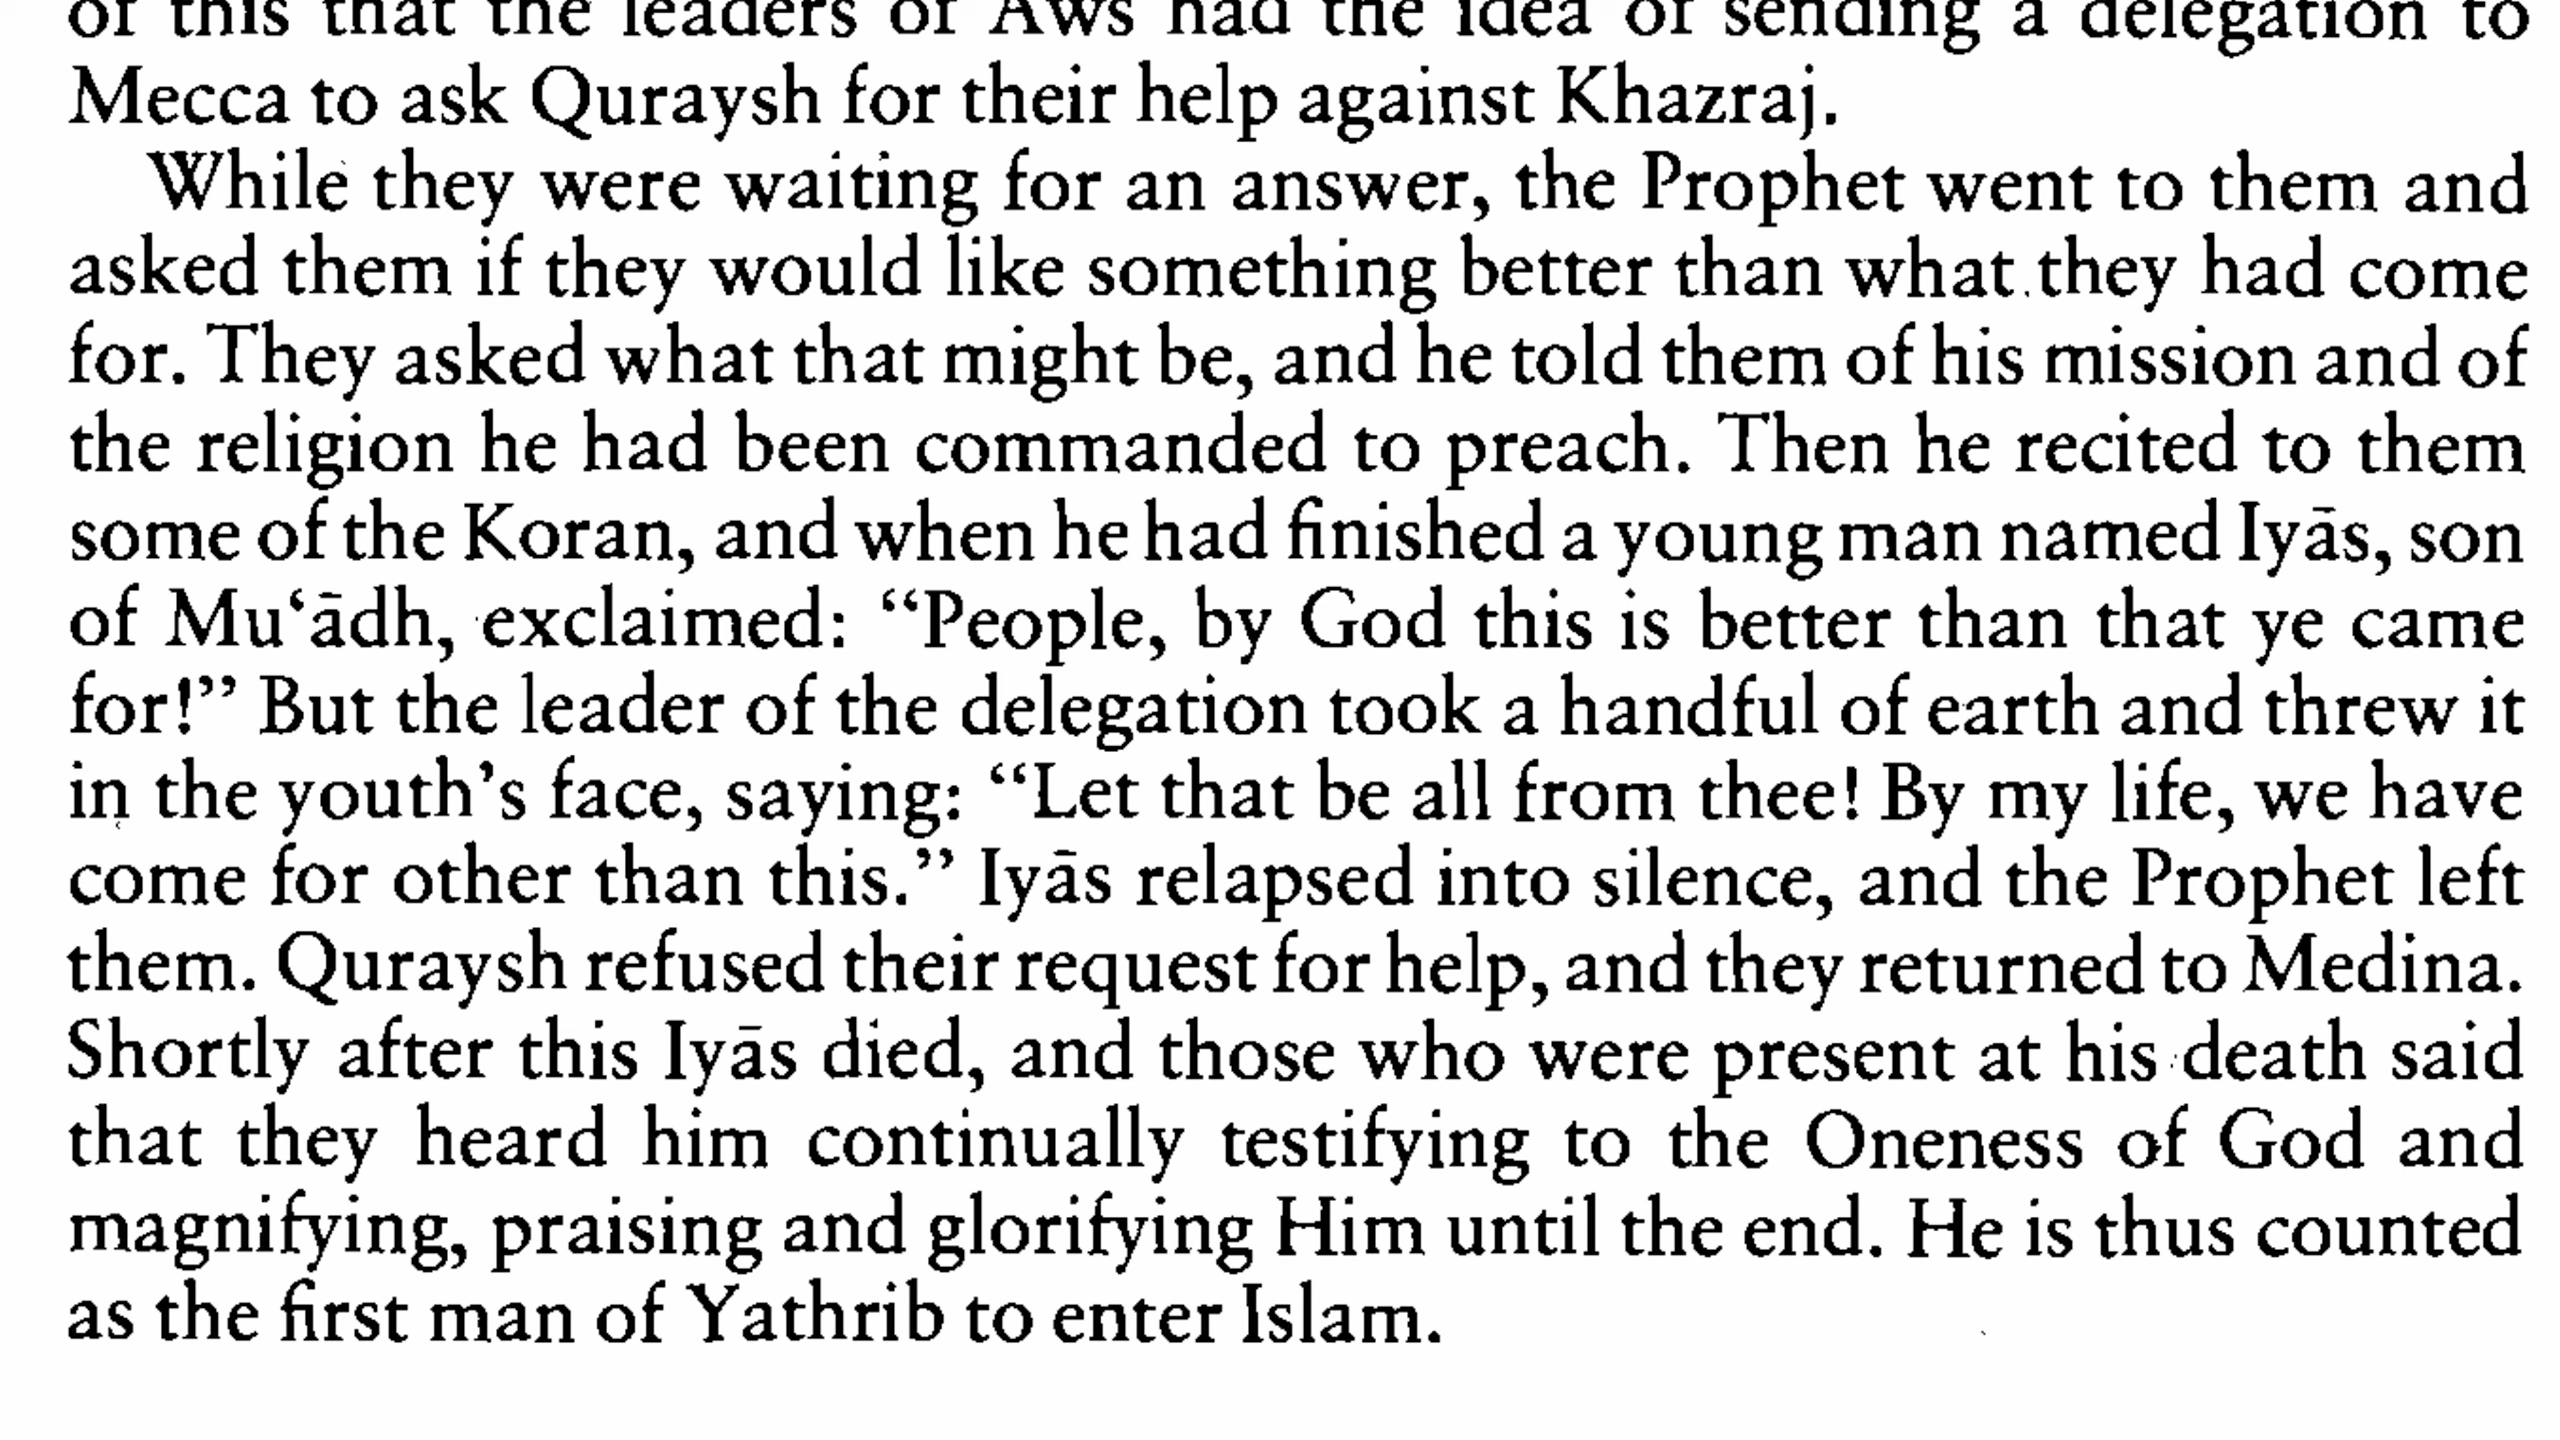 of this that the leaders of Aws had the idea of sending a delegation to
Mecca to ask Quraysh for their help against Khazraj.
While they were waiting for an answer, the Prophet went to them and
asked them if they would like something better than what they had come
for. They asked what that might be, and he told them of his mission and of
the religion he had been commanded to preach. Then he recited to them
some of the Koran, and when he had finished a young man named Iyās, son
of Mu‘ādh, exclaimed: “People, by God this is better than that ye came
for!” But the leader of the delegation took a handful of earth and threw it
in the youth’s face, saying: “Let that be all from thee! By my life, we have
come for other than this.” Iyās relapsed into silence, and the Prophet left
them. Quraysh refused their request for help, and they returned to Medina.
Shortly after this Iyās died, and those who were present at his death said
that they heard him continually testifying to the Oneness of God and
magnifying, praising and glorifying Him until the end. He is thus counted
as the first man of Yathrib to enter Islam.